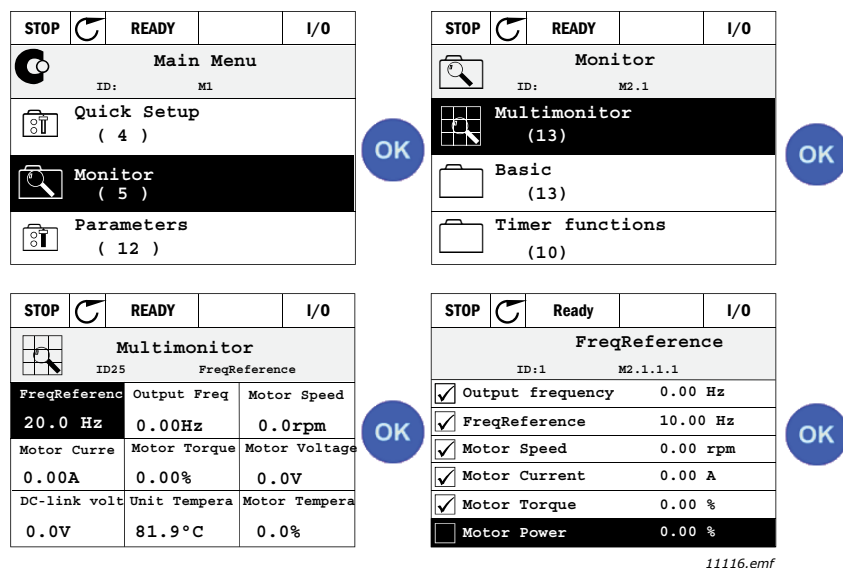 STOP READY I/O
Main Menu
ID: M1
Quick Setup
( 4 )
Monitor
( 5 )
Parameters
( 12 )
OK
STOP READY I/O
Monitor
ID: M2.1
Multimonitor
(13)
Basic
(13)
Timer functions
(10)
OK
STOP READY I/O
Multimonitor
ID25 FreqReference
FreqReferenc Output Freq Motor Speed
20.0 Hz 0.00Hz 0.0rpm
Motor Curre Motor Torque Motor Voltage
0.00A 0.00% 0.0V
DC-link volt Unit Tempera Motor Tempera
0.0V 81.9°C 0.0%
OK
STOP Ready I/O
FreqReference
ID:1 M2.1.1.1
Output frequency 0.00 Hz
FreqReference 10.00 Hz
Motor Speed 0.00 rpm
Motor Current 0.00 A
Motor Torque 0.00 %
Motor Power 0.00 %
OK
11116.emf